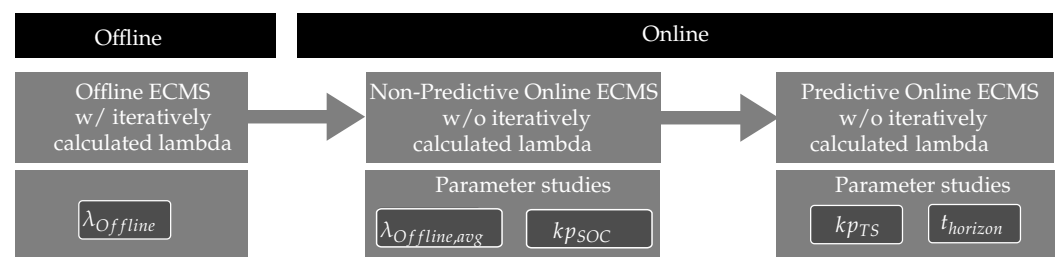 Offline
Online
Offline ECMS
w/ iteratively
calculated lambda
Non-Predictive Online ECMS
w/o iteratively
calculated lambda
Predictive Online ECMS
w/o iteratively
calculated lambda
λOffline
Parameter studies
λOffline,avg
kpSOC
Parameter studies
kpTS
thorizon